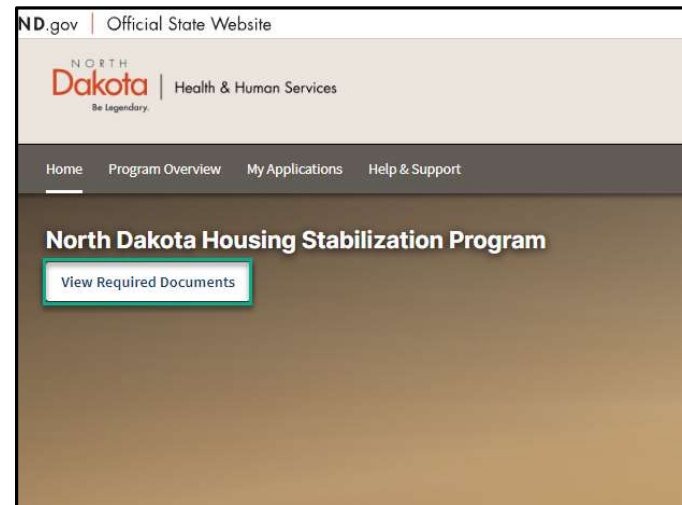 ND.gov | Official State Website
NORTH
Dakota | Health & Human Services
Be Legendary.
Home Program Overview My Applications Help & Support
North Dakota Housing Stabilization Program
View Required Documents